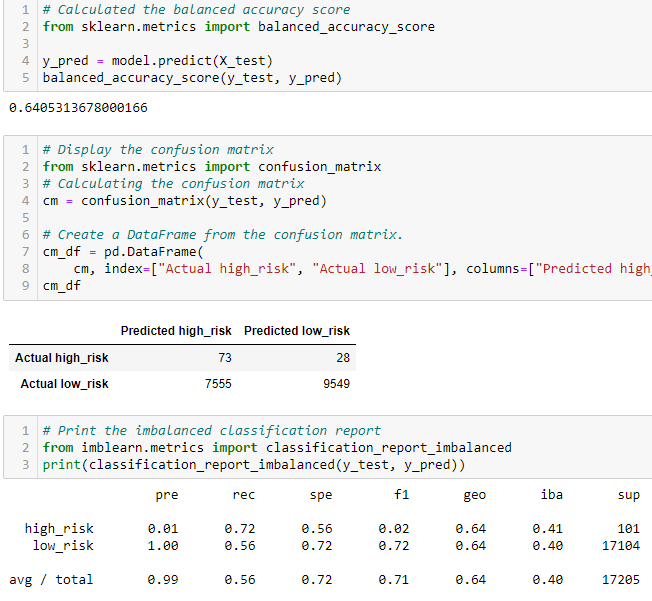 1 # Calculated the balanced accuracy score
2 from sklearn.metrics import balanced_accuracy_score
3
4 y_pred = model.predict(X_test)
5 balanced_accuracy_score(y_test, y_pred)
0.6405313678000166
1 # Display the confusion matrix
2 from sklearn.metrics import confusion_matrix
3 # Calculating the confusion matrix
4 cm = confusion_matrix(y_test, y_pred)
5
6 # Create a DataFrame from the confusion matrix.
7 cm_df = pd.DataFrame(
8     cm, index=["Actual high_risk", "Actual low_risk"], columns=["Predicted high_
9 cm_df
Predicted high_risk Predicted low_risk
Actual high_risk 73 28
Actual low_risk 7555 9549
1 # Print the imbalanced classification report
2 from imblearn.metrics import classification_report_imbalanced
3 print(classification_report_imbalanced(y_test, y_pred))
pre rec spe f1 geo iba sup
high_risk 0.01 0.72 0.56 0.02 0.64 0.41 101
low_risk 1.00 0.56 0.72 0.72 0.64 0.40 17104
avg / total 0.99 0.56 0.72 0.71 0.64 0.40 17205